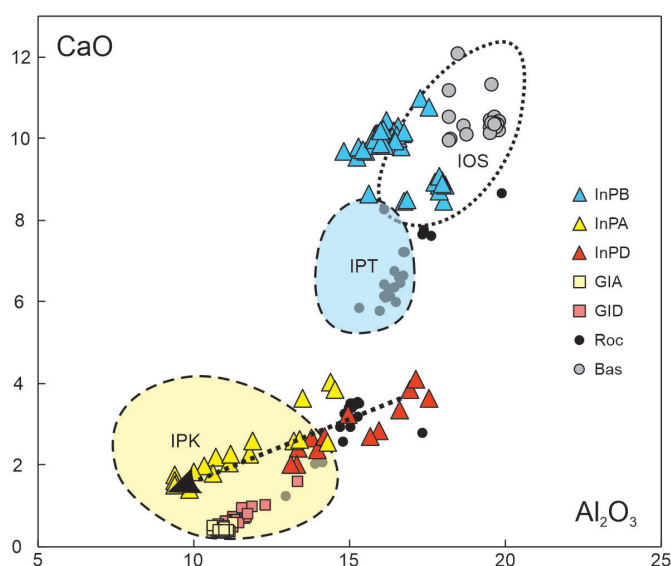 CaO
12
10
8
6
4
2
0
IOS
IPT
IPK
InPB
InPA
InPD
GIA
GID
Roc
Bas
Al₂O₃
5 10 15 20 25